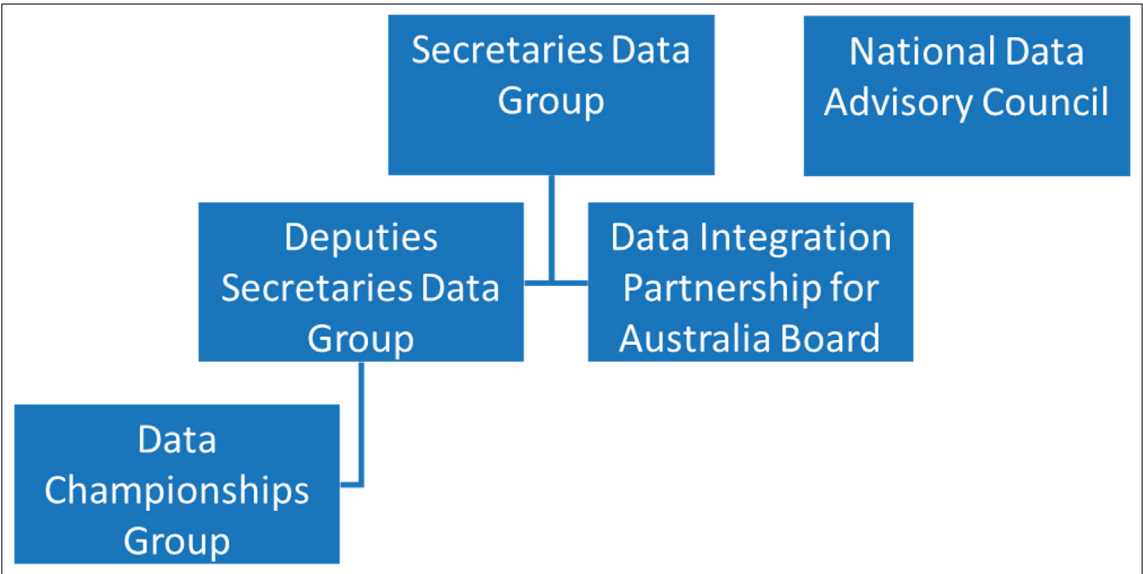 Secretaries Data
Group
National Data
Advisory Council
Deputies
Secretaries Data
Group
Data Integration
Partnership for
Australia Board
Data
Championships
Group